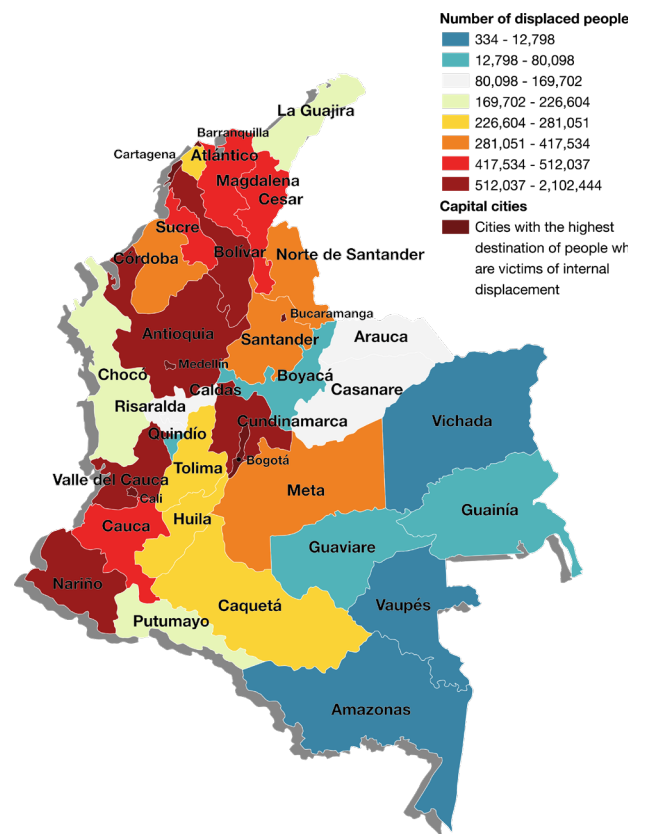 Number of displaced people
334 - 12,798
12,798 - 80,098
80,098 - 169,702
169,702 - 226,604
226,604 - 281,051
281,051 - 417,534
417,534 - 512,037
512,037 - 2,102,444
Capital cities
Cities with the highest
destination of people wh
are victims of internal
displacement
La Guajira
Barranquilla
Cartagena
Atlántico
Magdalena
Cesar
Sucre
Bolívar
Norte de Santander
Córdoba
Bucaramanga
Antioquia
Santander
Arauca
Medellín
Chocó
Boyacá
Caldas
Casanare
Risaralda
Cundinamarca
Vichada
Quindío
Bogotá
Tolima
Valle del Cauca
Meta
Cali
Guainía
Huila
Cauca
Guaviare
Nariño
Caquetá
Vaupés
Putumayo
Amazonas